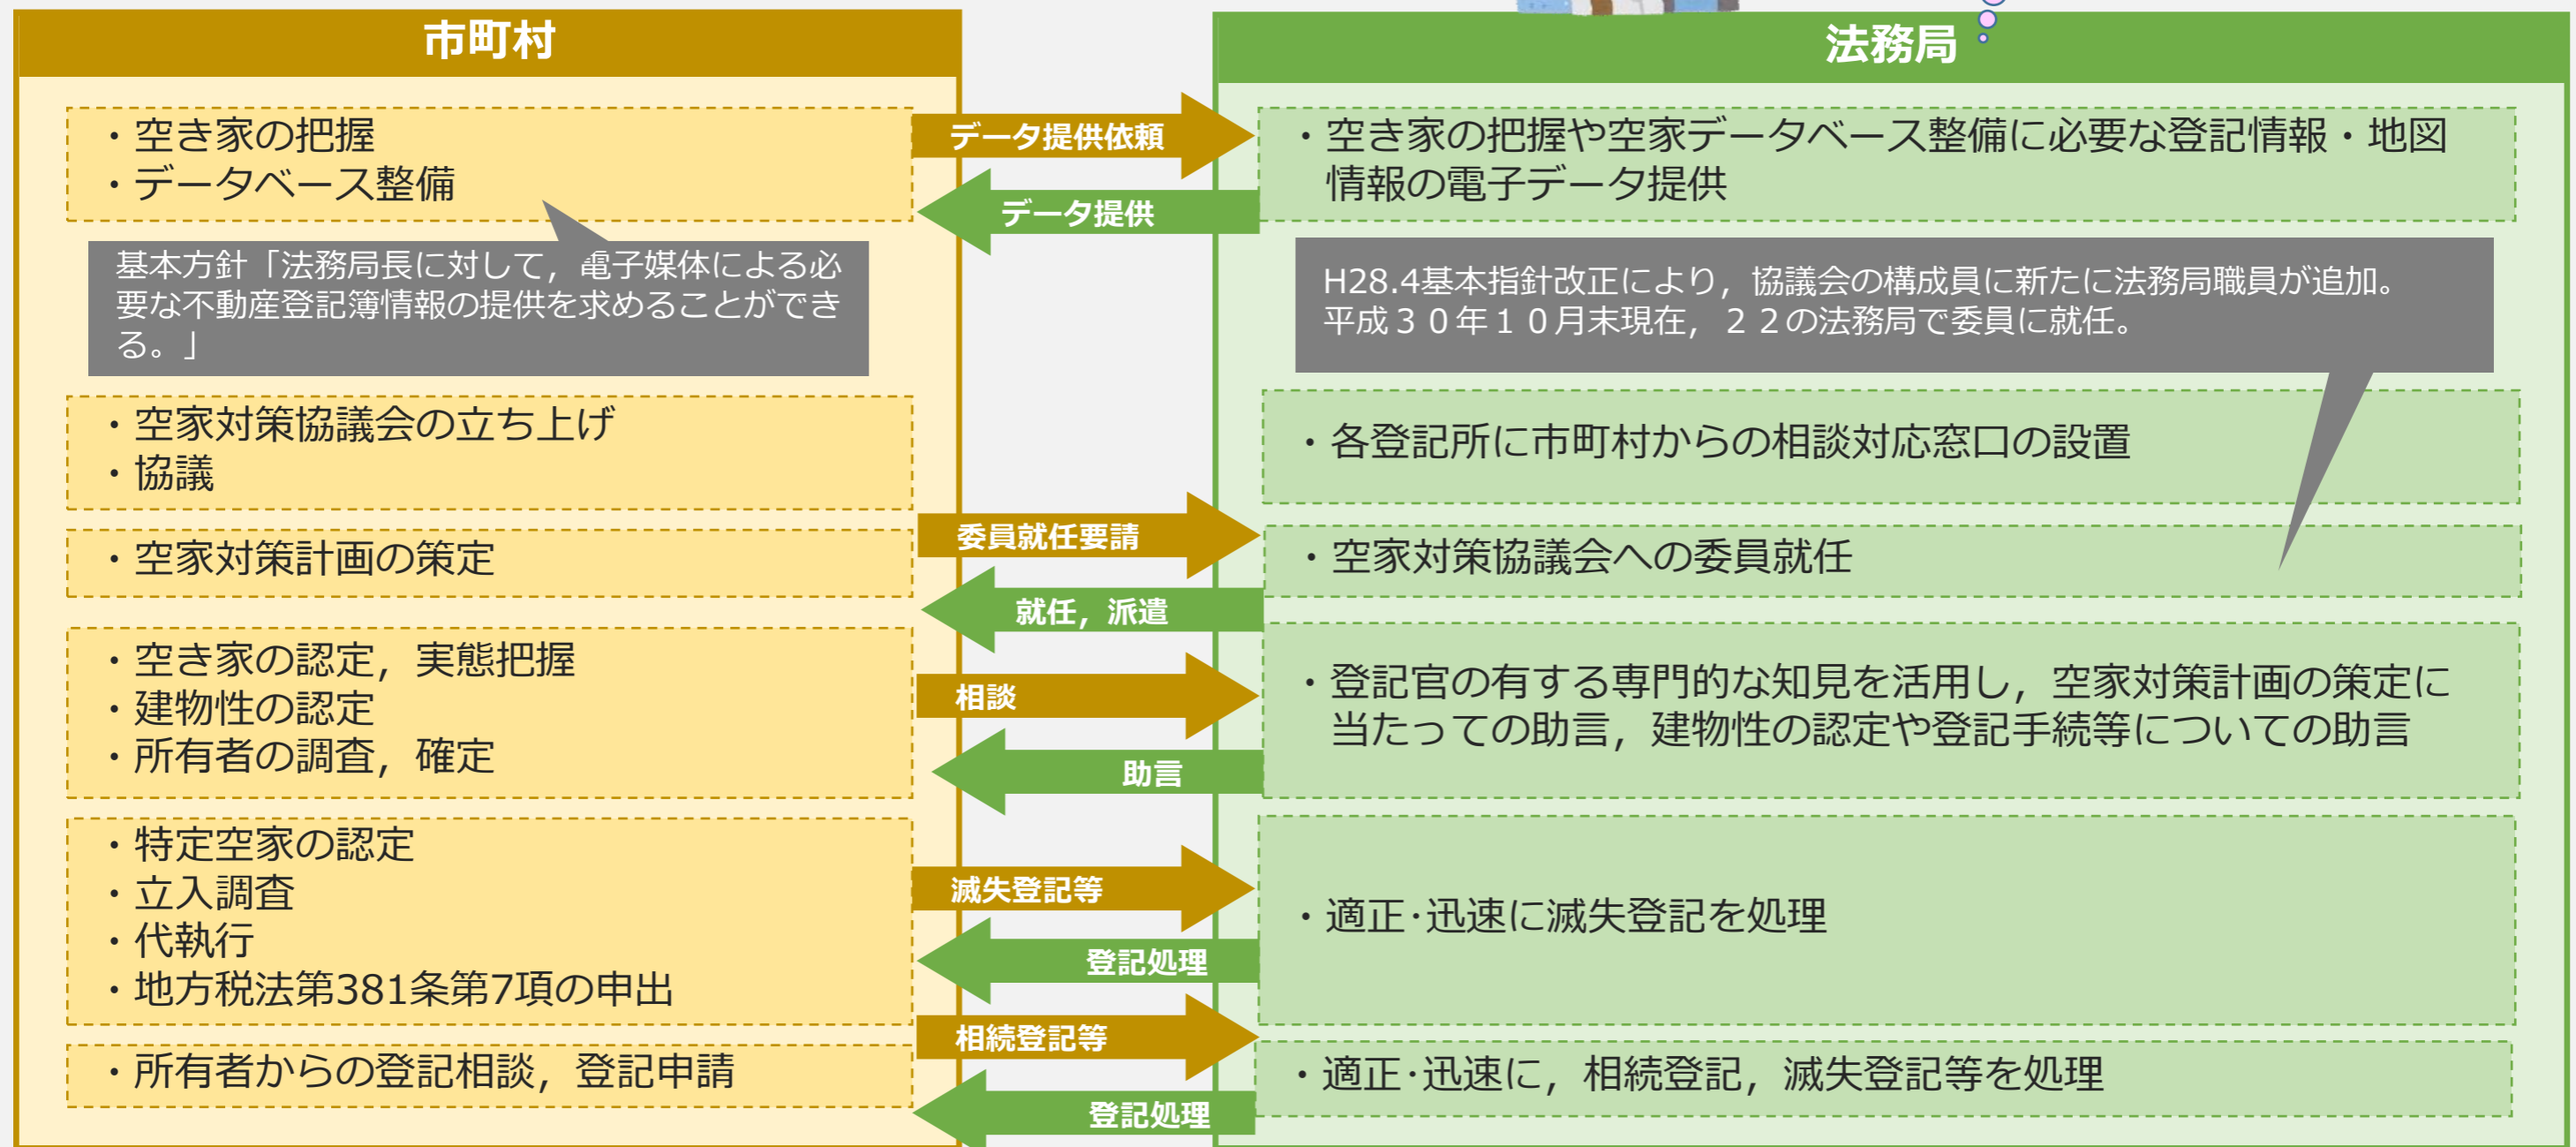 市町村
法務局
・空き家の把握
・データベース整備
データ提供依頼
データ提供
・空き家の把握や空家データベース整備に必要な登記情報・地図
情報の電子データ提供
基本方針「法務局長に対して，電子媒体による必
要な不動産登記簿情報の提供を求めることができ
る。」
H28.4基本指針改正により，協議会の構成員に新たに法務局職員が追加。
平成３０年１０月末現在，２２の法務局で委員に就任。
・空家対策協議会の立ち上げ
・協議
・各登記所に市町村からの相談対応窓口の設置
・空家対策計画の策定
委員就任要請
就任，派遣
・空家対策協議会への委員就任
・空き家の認定，実態把握
・建物性の認定
・所有者の調査，確定
相談
助言
・登記官の有する専門的な知見を活用し，空家対策計画の策定に
当たっての助言，建物性の認定や登記手続等についての助言
・特定空家の認定
・立入調査
・代執行
・地方税法第381条第7項の申出
滅失登記等
登記処理
・適正･迅速に滅失登記を処理
・所有者からの登記相談，登記申請
相続登記等
登記処理
・適正･迅速に，相続登記，滅失登記等を処理